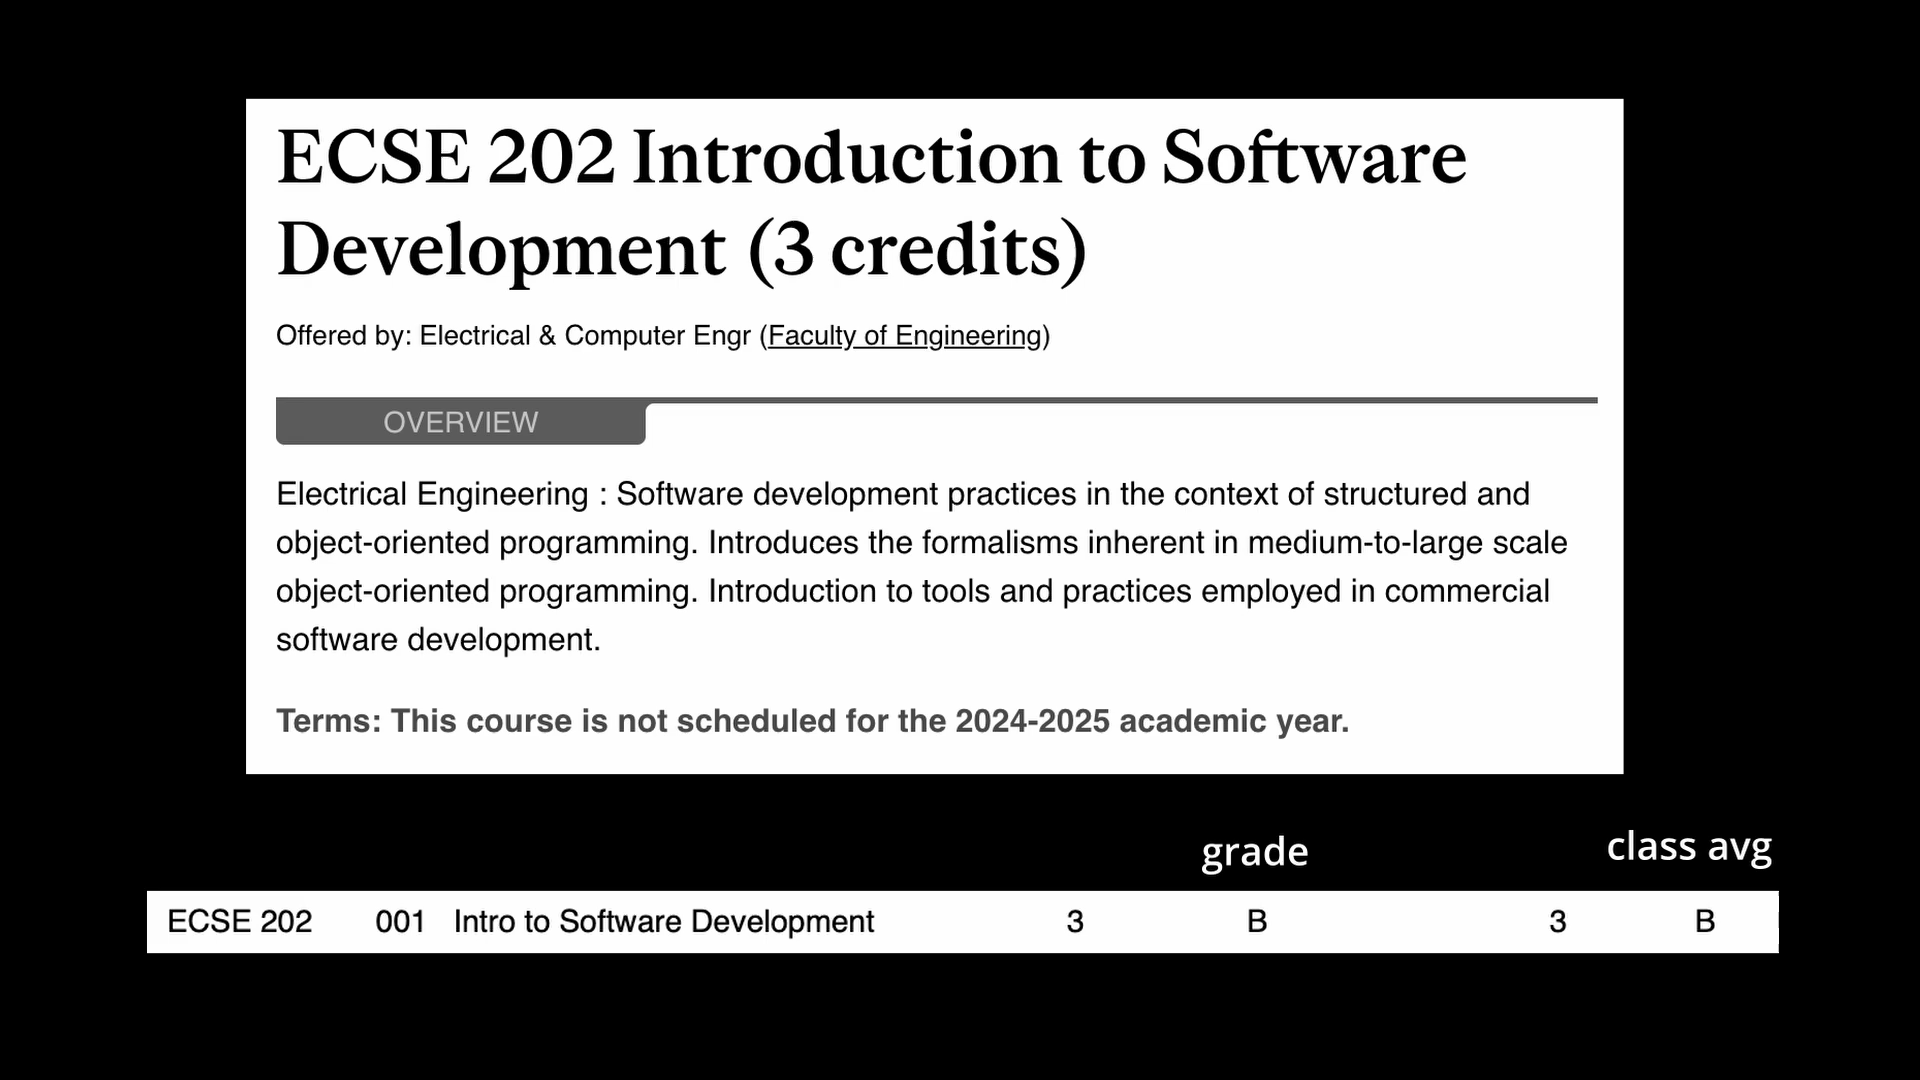 ECSE 202 Introduction to Software
Development (3 credits)
Offered by: Electrical & Computer Engr (Faculty of Engineering)
OVERVIEW
Electrical Engineering : Software development practices in the context of structured and
object-oriented programming. Introduces the formalisms inherent in medium-to-large scale
object-oriented programming. Introduction to tools and practices employed in commercial
software development.
Terms: This course is not scheduled for the 2024-2025 academic year.
grade class avg
ECSE 202 001 Intro to Software Development 3 B 3 B